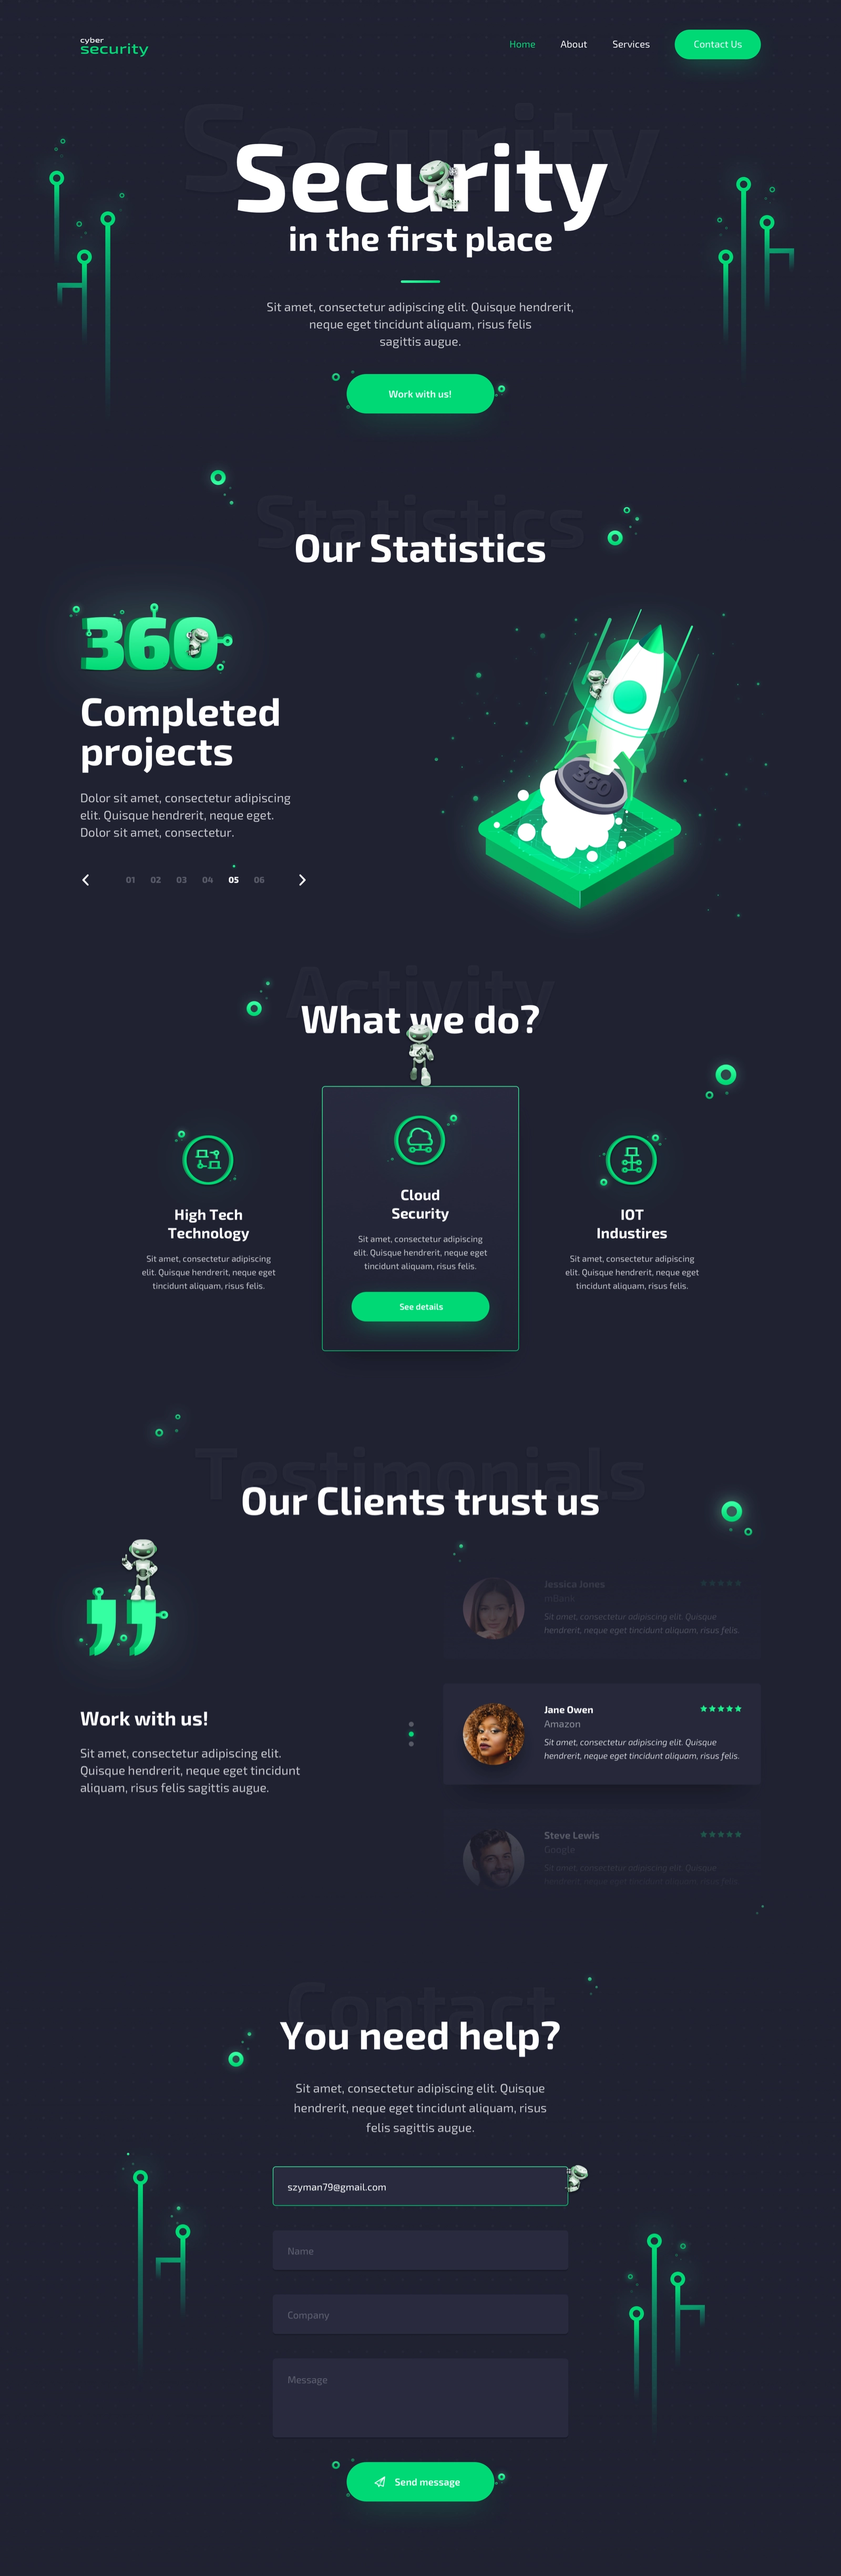 cyber
security
Home
About
Services
Contact Us
Security
Security
in the first place
Sit amet, consectetur adipiscing elit. Quisque hendrerit,
neque eget tincidunt aliquam, risus felis
sagittis augue.
Work with us!
Statistics
Our Statistics
360
Completed
projects
Dolor sit amet, consectetur adipiscing
elit. Quisque hendrerit, neque eget.
Dolor sit amet, consectetur.
01
02
03
04
05
06
360
Activity
What we do?
High Tech
Technology
Sit amet, consectetur adipiscing
elit. Quisque hendrerit, neque eget
tincidunt aliquam, risus felis.
Cloud
Security
Sit amet, consectetur adipiscing
elit. Quisque hendrerit, neque eget
tincidunt aliquam, risus felis.
See details
IOT
Industires
Sit amet, consectetur adipiscing
elit. Quisque hendrerit, neque eget
tincidunt aliquam, risus felis.
Testimonials
Our Clients trust us
Work with us!
Sit amet, consectetur adipiscing elit.
Quisque hendrerit, neque eget tincidunt
aliquam, risus felis sagittis augue.
Jessica Jones
mBank
Sit amet, consectetur adipiscing elit. Quisque
hendrerit, neque eget tincidunt aliquam, risus felis.
Jane Owen
Amazon
Sit amet, consectetur adipiscing elit. Quisque
hendrerit, neque eget tincidunt aliquam, risus felis.
Steve Lewis
Google
Sit amet, consectetur adipiscing elit. Quisque
hendrerit, neque eget tincidunt aliquam, risus felis.
Contact
You need help?
Sit amet, consectetur adipiscing elit. Quisque
hendrerit, neque eget tincidunt aliquam, risus
felis sagittis augue.
szyman79@gmail.com
Name
Company
Message
Send message